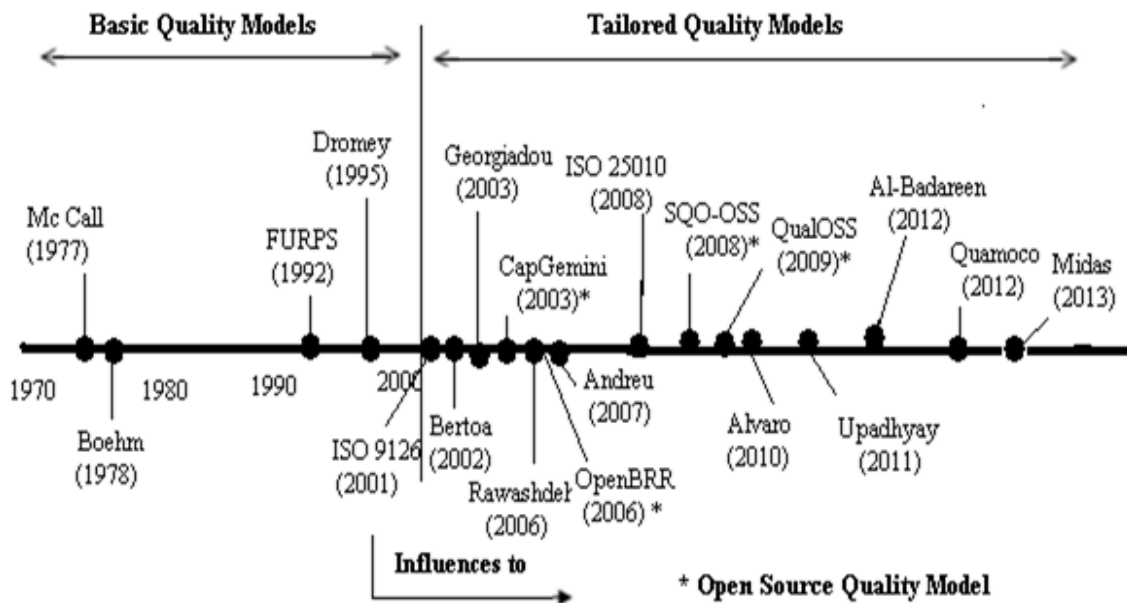 Basic Quality Models
Tailored Quality Models
Mc Call
(1977)
FURPS
(1992)
Dromey
(1995)
Georgiadou
(2003)
CapGemini
(2003)*
ISO 25010
(2008)
SQO-OSS
(2008)*
QualOSS
(2009)*
Al-Badareen
(2012)
Quamoco
(2012)
Midas
(2013)
1970
1980
1990
2000
Boehm
(1978)
ISO 9126
(2001)
Bertoa
(2002)
Rawashdeh
(2006)
OpenBRR
(2006) *
Andreu
(2007)
Alvaro
(2010)
Upadhyay
(2011)
Influences to
* Open Source Quality Model